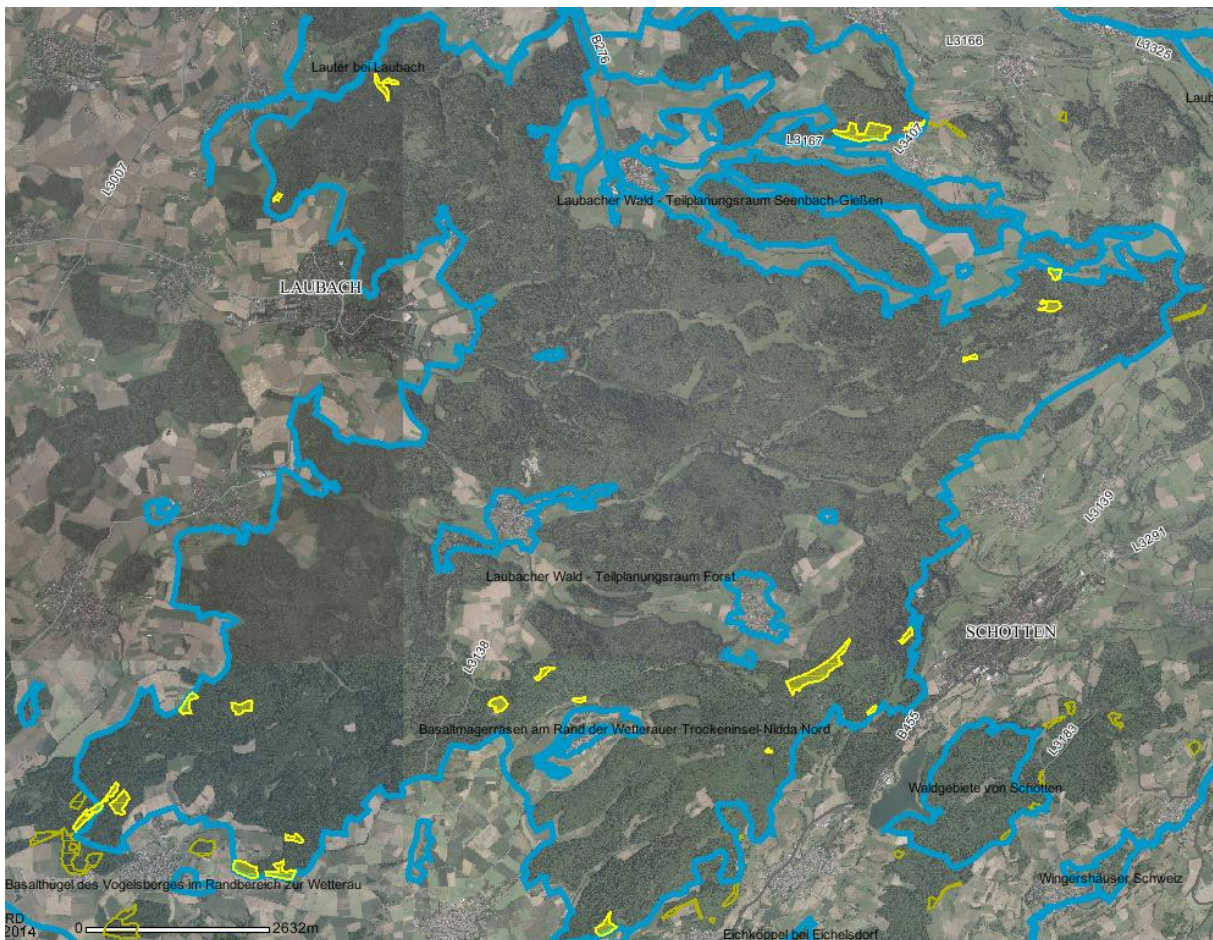 B276
L3166
L3325
Lauter bei Laubach
Laub
L3167
L3407
L3007
Laubacher Wald - Teilplanungsraum Seenbach-Gießen
LAUBACH
L3139
L3291
Laubacher Wald - Teilplanungsraum Forst
SCHOTTEN
L3138
Basaltmagerrasen am Rand der Wetterauer Trockeninsel-Nidda Nord
B455
L3183
Waldgebiete von Schotten
Basalthügel des Vogelsberges im Randbereich zur Wetterau
Wingershäuser Schweiz
RD
2014
0 2632m
Eichköppel bei Eichelsdorf